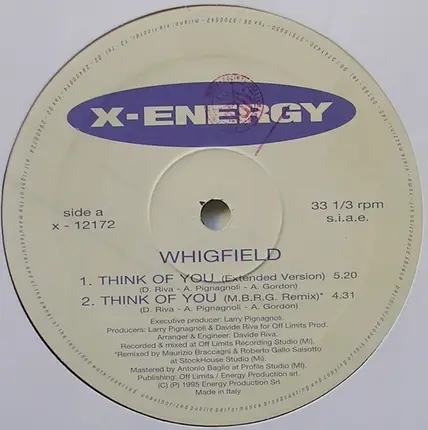 X-ENERGY
side a
x - 12172
33 1/3 rpm
s.i.a.e.
WHIGFIELD
1. THINK OF YOU (Extended Version) 5.20
(D. Riva - A. Pignagnoli - A. Gordon)
2. THINK OF YOU (M.B.R.G. Remix)* 4.31
(D. Riva - A. Pignagnoli - A. Gordon)
Executive producer: Larry Pignagnoli.
Producers: Larry Pignagnoli & Davide Riva for Off Limits Prod.
Arranger & Engineer: Davide Riva.
Recorded & mixed at Off Limits Recording Studio (Mi).
*Remixed by Maurizio Braccagni & Roberto Gallo Salsotto
at StockHouse Studio (Mi).
Mastered by Antonio Baglio at Profile Studio (MI).
Publishing: Off Limits / Energy Production srl.
(C) (P) 1995 Energy Production Srl
Made in Italy